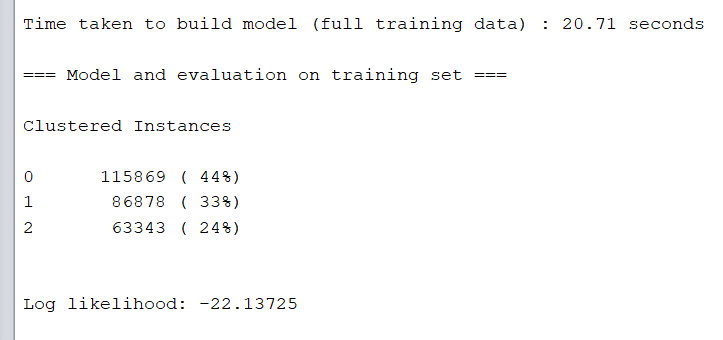 Time taken to build model (full training data) : 20.71 seconds
=== Model and evaluation on training set ===
Clustered Instances
0      115869 ( 44%)
1       86878 ( 33%)
2       63343 ( 24%)
Log likelihood: -22.13725